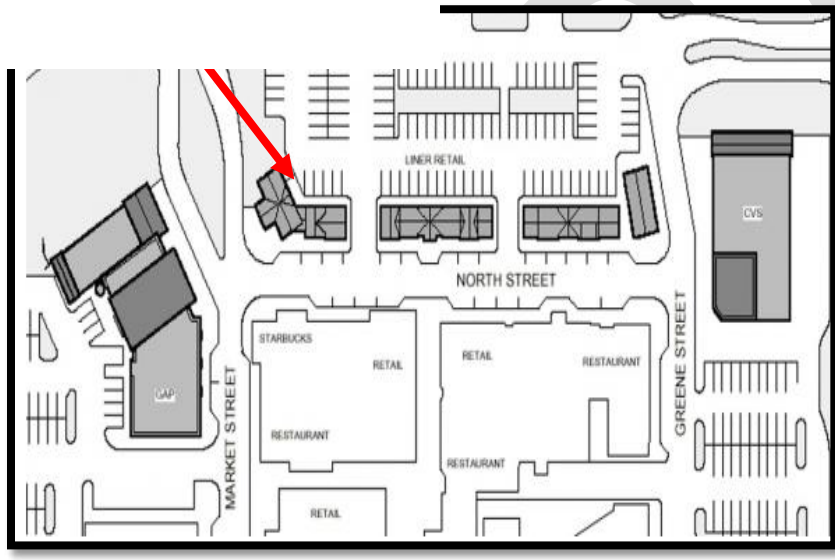 LINER RETAIL
CVS
NORTH STREET
STARBUCKS
RETAIL
RETAIL
RESTAURANT
GAP
MARKET STREET
GREENE STREET
RESTAURANT
RESTAURANT
RETAIL